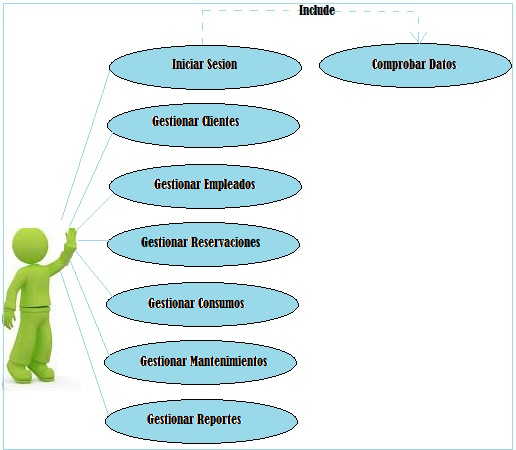 Include
Iniciar Sesion
Comprobar Datos
Gestionar Clientes
Gestionar Empleados
Gestionar Reservaciones
Gestionar Consumos
Gestionar Mantenimientos
Gestionar Reportes